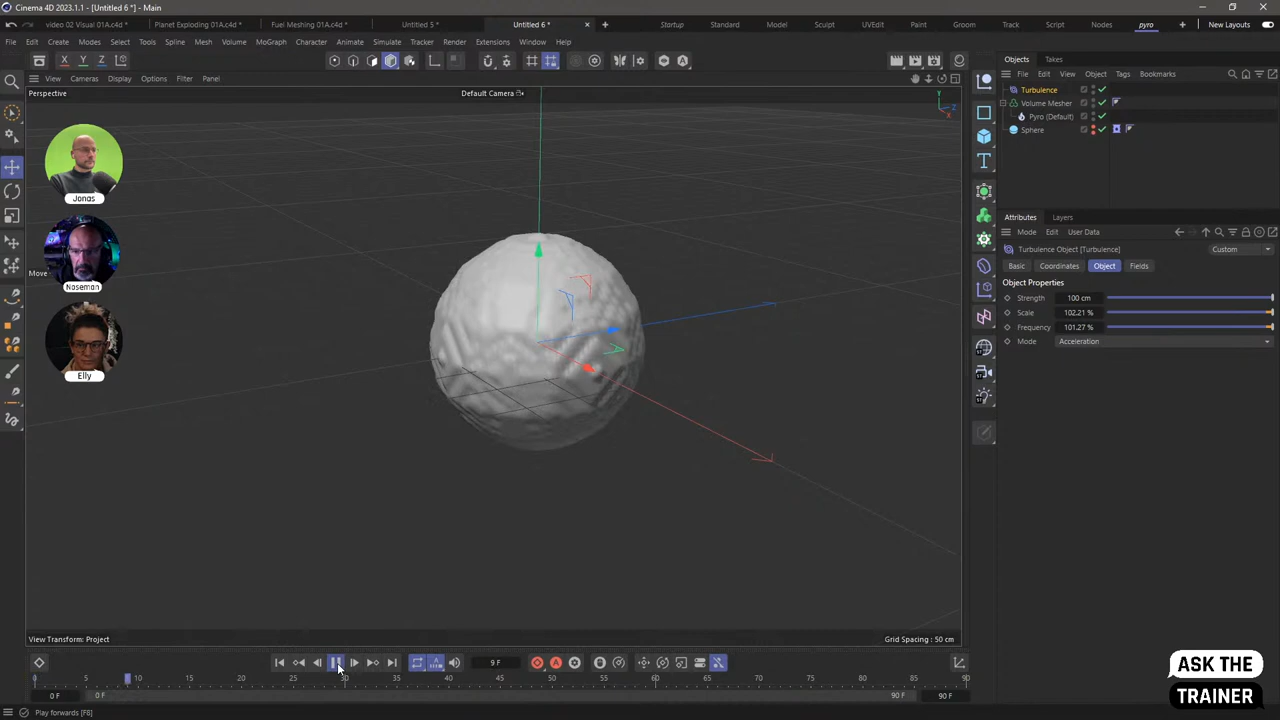 Cinema 4D 2023.1.1 - [Untitled 6 *] - Main
Planet Exploding 01A.c4d *
Visual 01A.c4d *
Fuel Meshing 01A.c4d *
Untitled 5 *
Untitled 6 *
Startup
Standard
Model
Sculpt
UVEdit
Paint
Groom
Track
Script
Nodes
pyro
New Layouts
File Edit Create Modes Select Tools Spline Mesh Volume MoGraph Character Animate Simulate Tracker Render Extensions Window Help
X Y Z
View Cameras Display Options Filter Panel
Perspective
Default Camera
Y
Z
X
Jonas
Noseman
Move
Elly
View Transform: Project
Grid Spacing : 50 cm
Objects Takes
File Edit View Object Tags Bookmarks
Turbulence
Volume Mesher
Pyro (Default)
Sphere
Attributes Layers
Mode Edit User Data
Turbulence Object [Turbulence]
Custom
Basic Coordinates Object Fields
Object Properties
Strength 100 cm
Scale 102.21 %
Frequency 101.27 %
Mode Acceleration
9 F
0 5 10 15 20 25 30 35 40 45 50 55 60 65 70 75 80 85 90
0 F 0 F 90 F 90 F
Play forwards [F8]
ASK THE
TRAINER